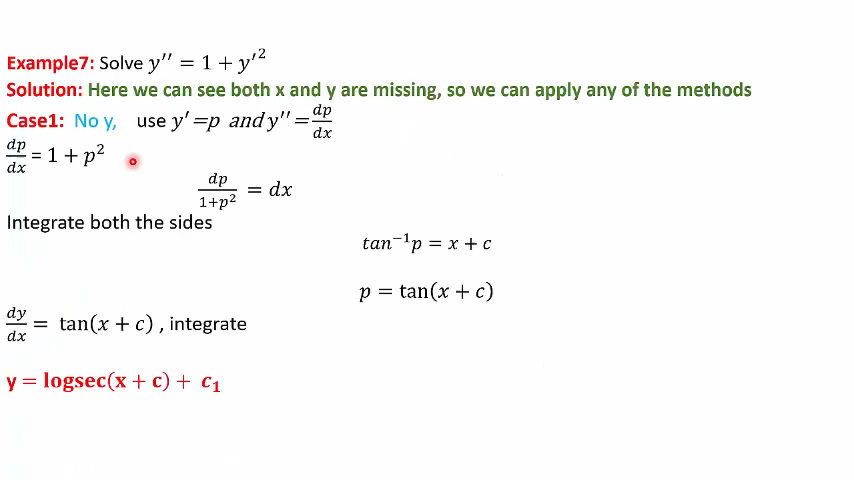 Example7: Solve y′′ = 1 + y′²
Solution: Here we can see both x and y are missing, so we can apply any of the methods
Case1: No y, use y′ =p and y′′ = dp/dx
dp/dx = 1 + p²
dp/1+p² = dx
Integrate both the sides
tan⁻¹p = x + c
p = tan(x + c)
dy/dx = tan(x + c) , integrate
y = logsec(x + c) + c₁